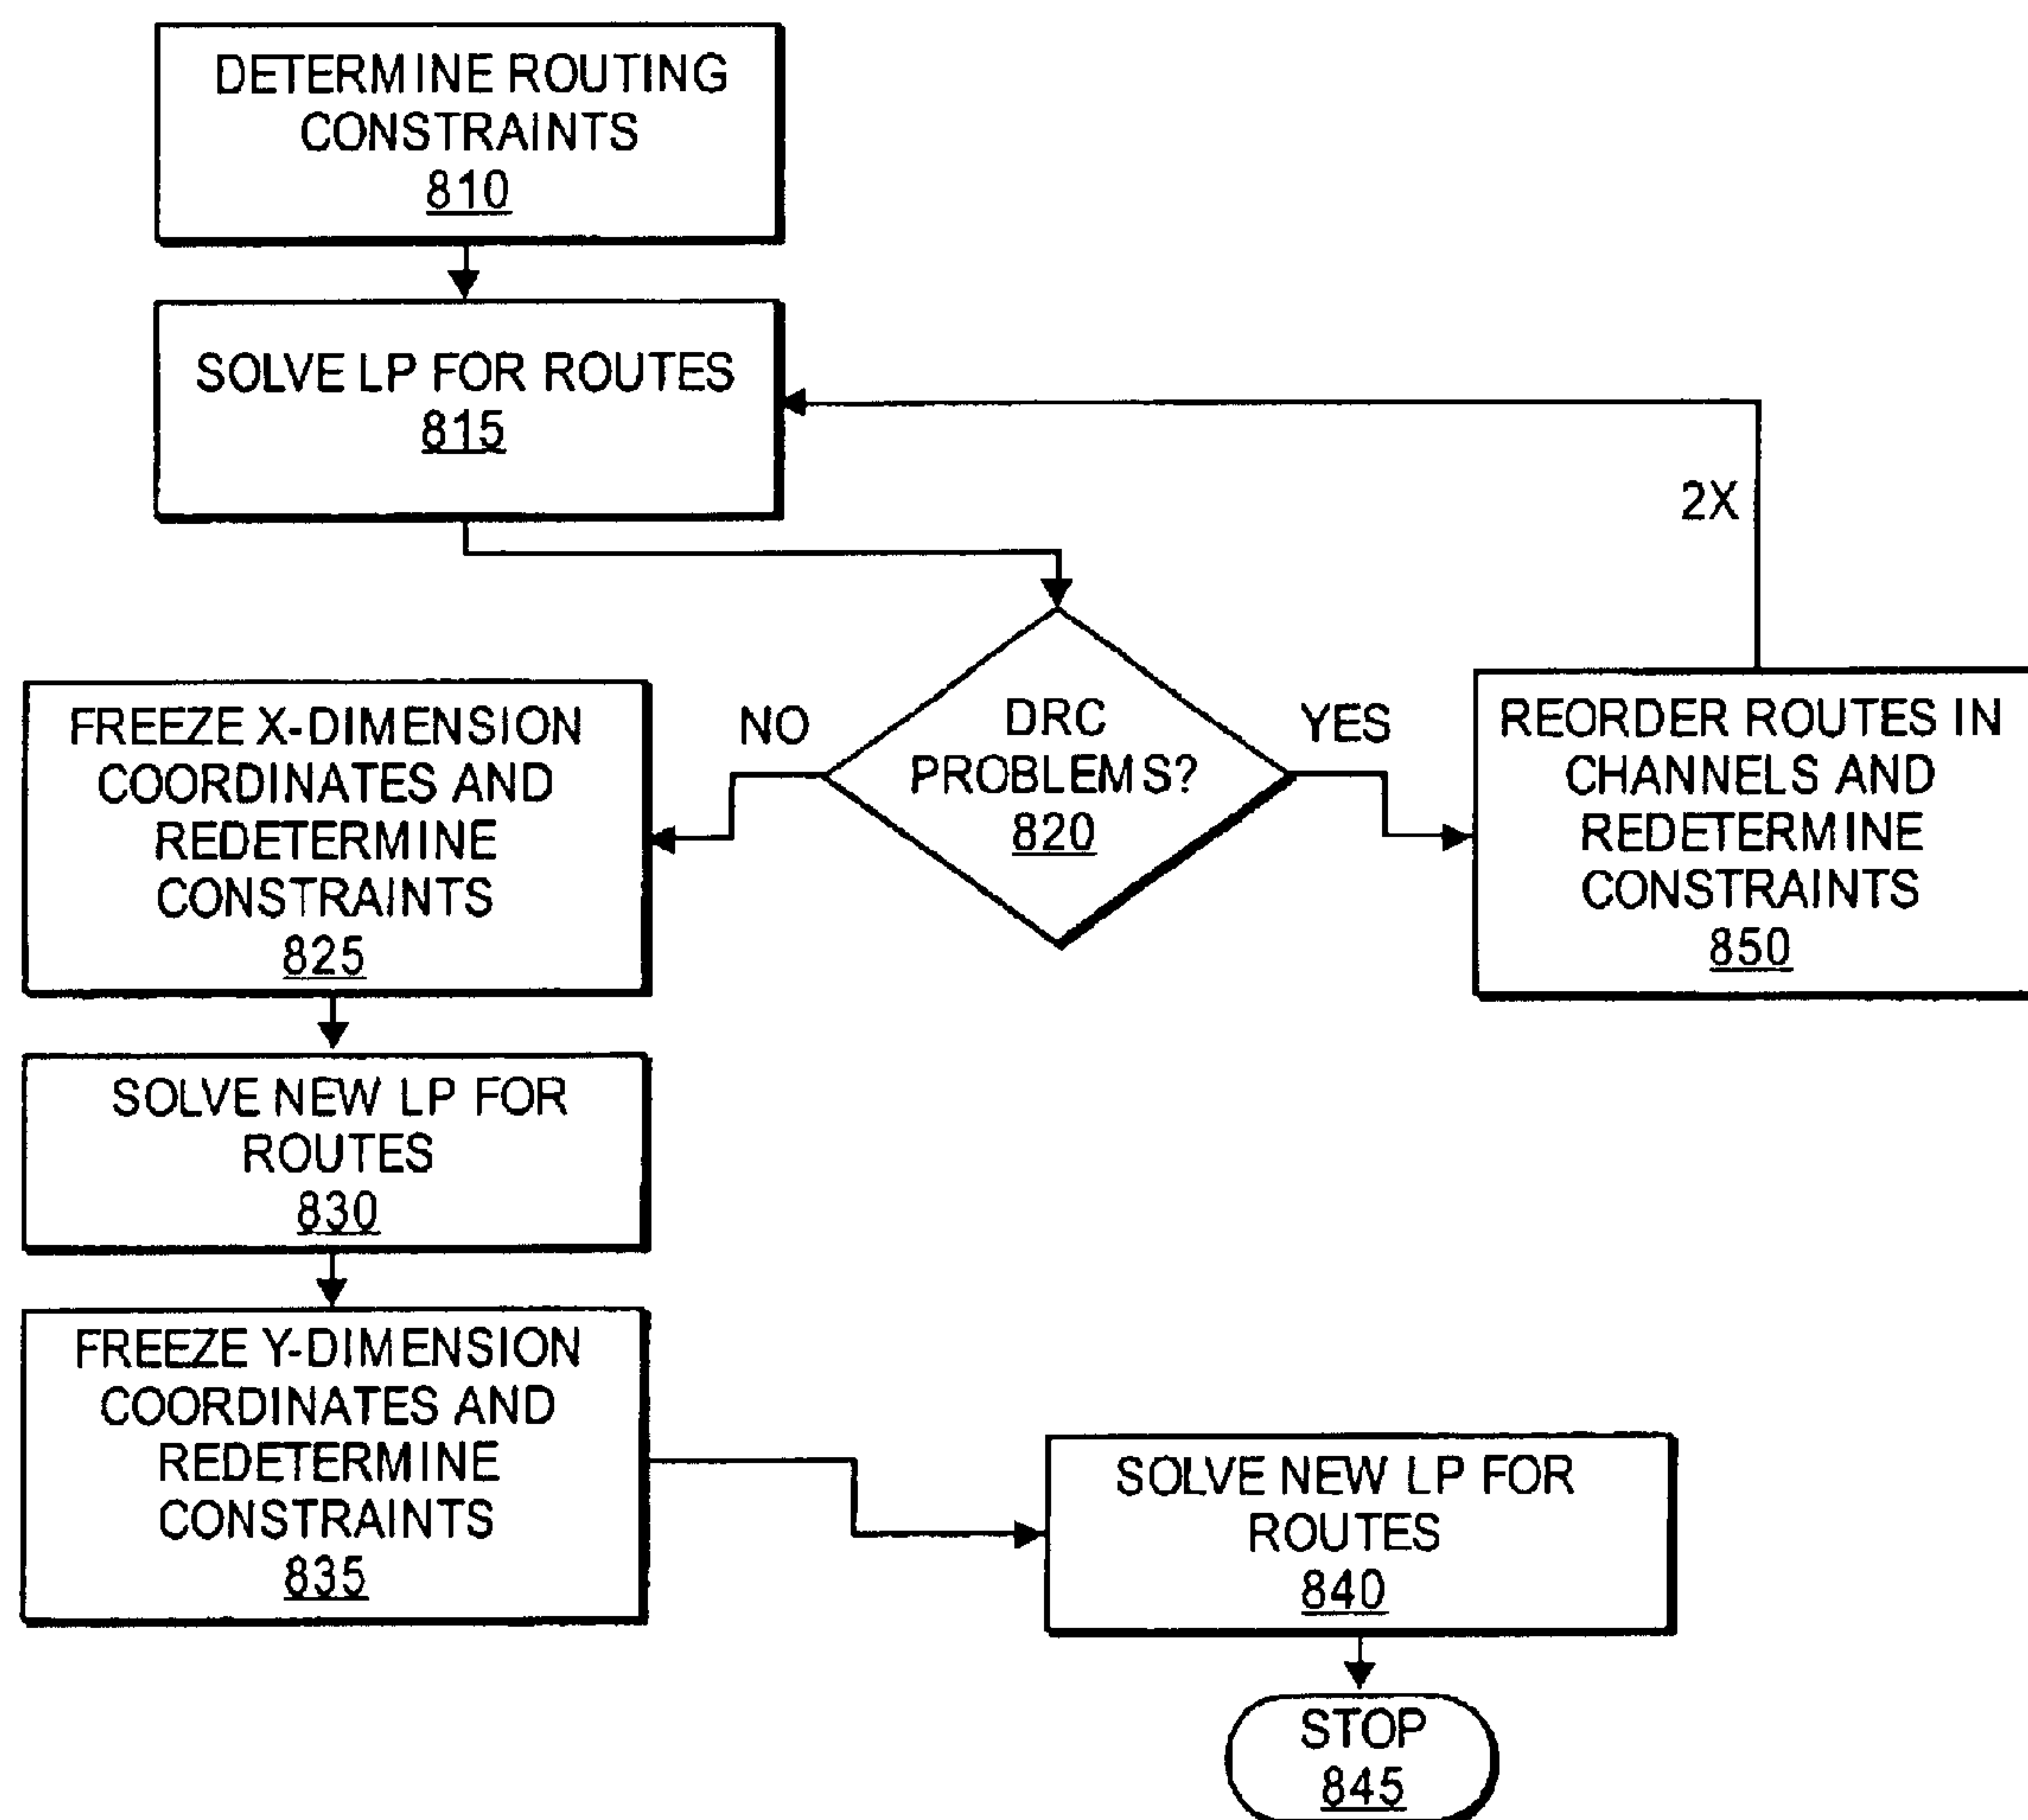 DETERMINE ROUTING
CONSTRAINTS
810
SOLVE LP FOR ROUTES
815
2X
FREEZE X-DIMENSION
COORDINATES AND
REDETERMINE
CONSTRAINTS
825
NO
DRC
PROBLEMS?
820
YES
REORDER ROUTES IN
CHANNELS AND
REDETERMINE
CONSTRAINTS
850
SOLVE NEW LP FOR
ROUTES
830
FREEZE Y-DIMENSION
COORDINATES AND
REDETERMINE
CONSTRAINTS
835
SOLVE NEW LP FOR
ROUTES
840
STOP
845